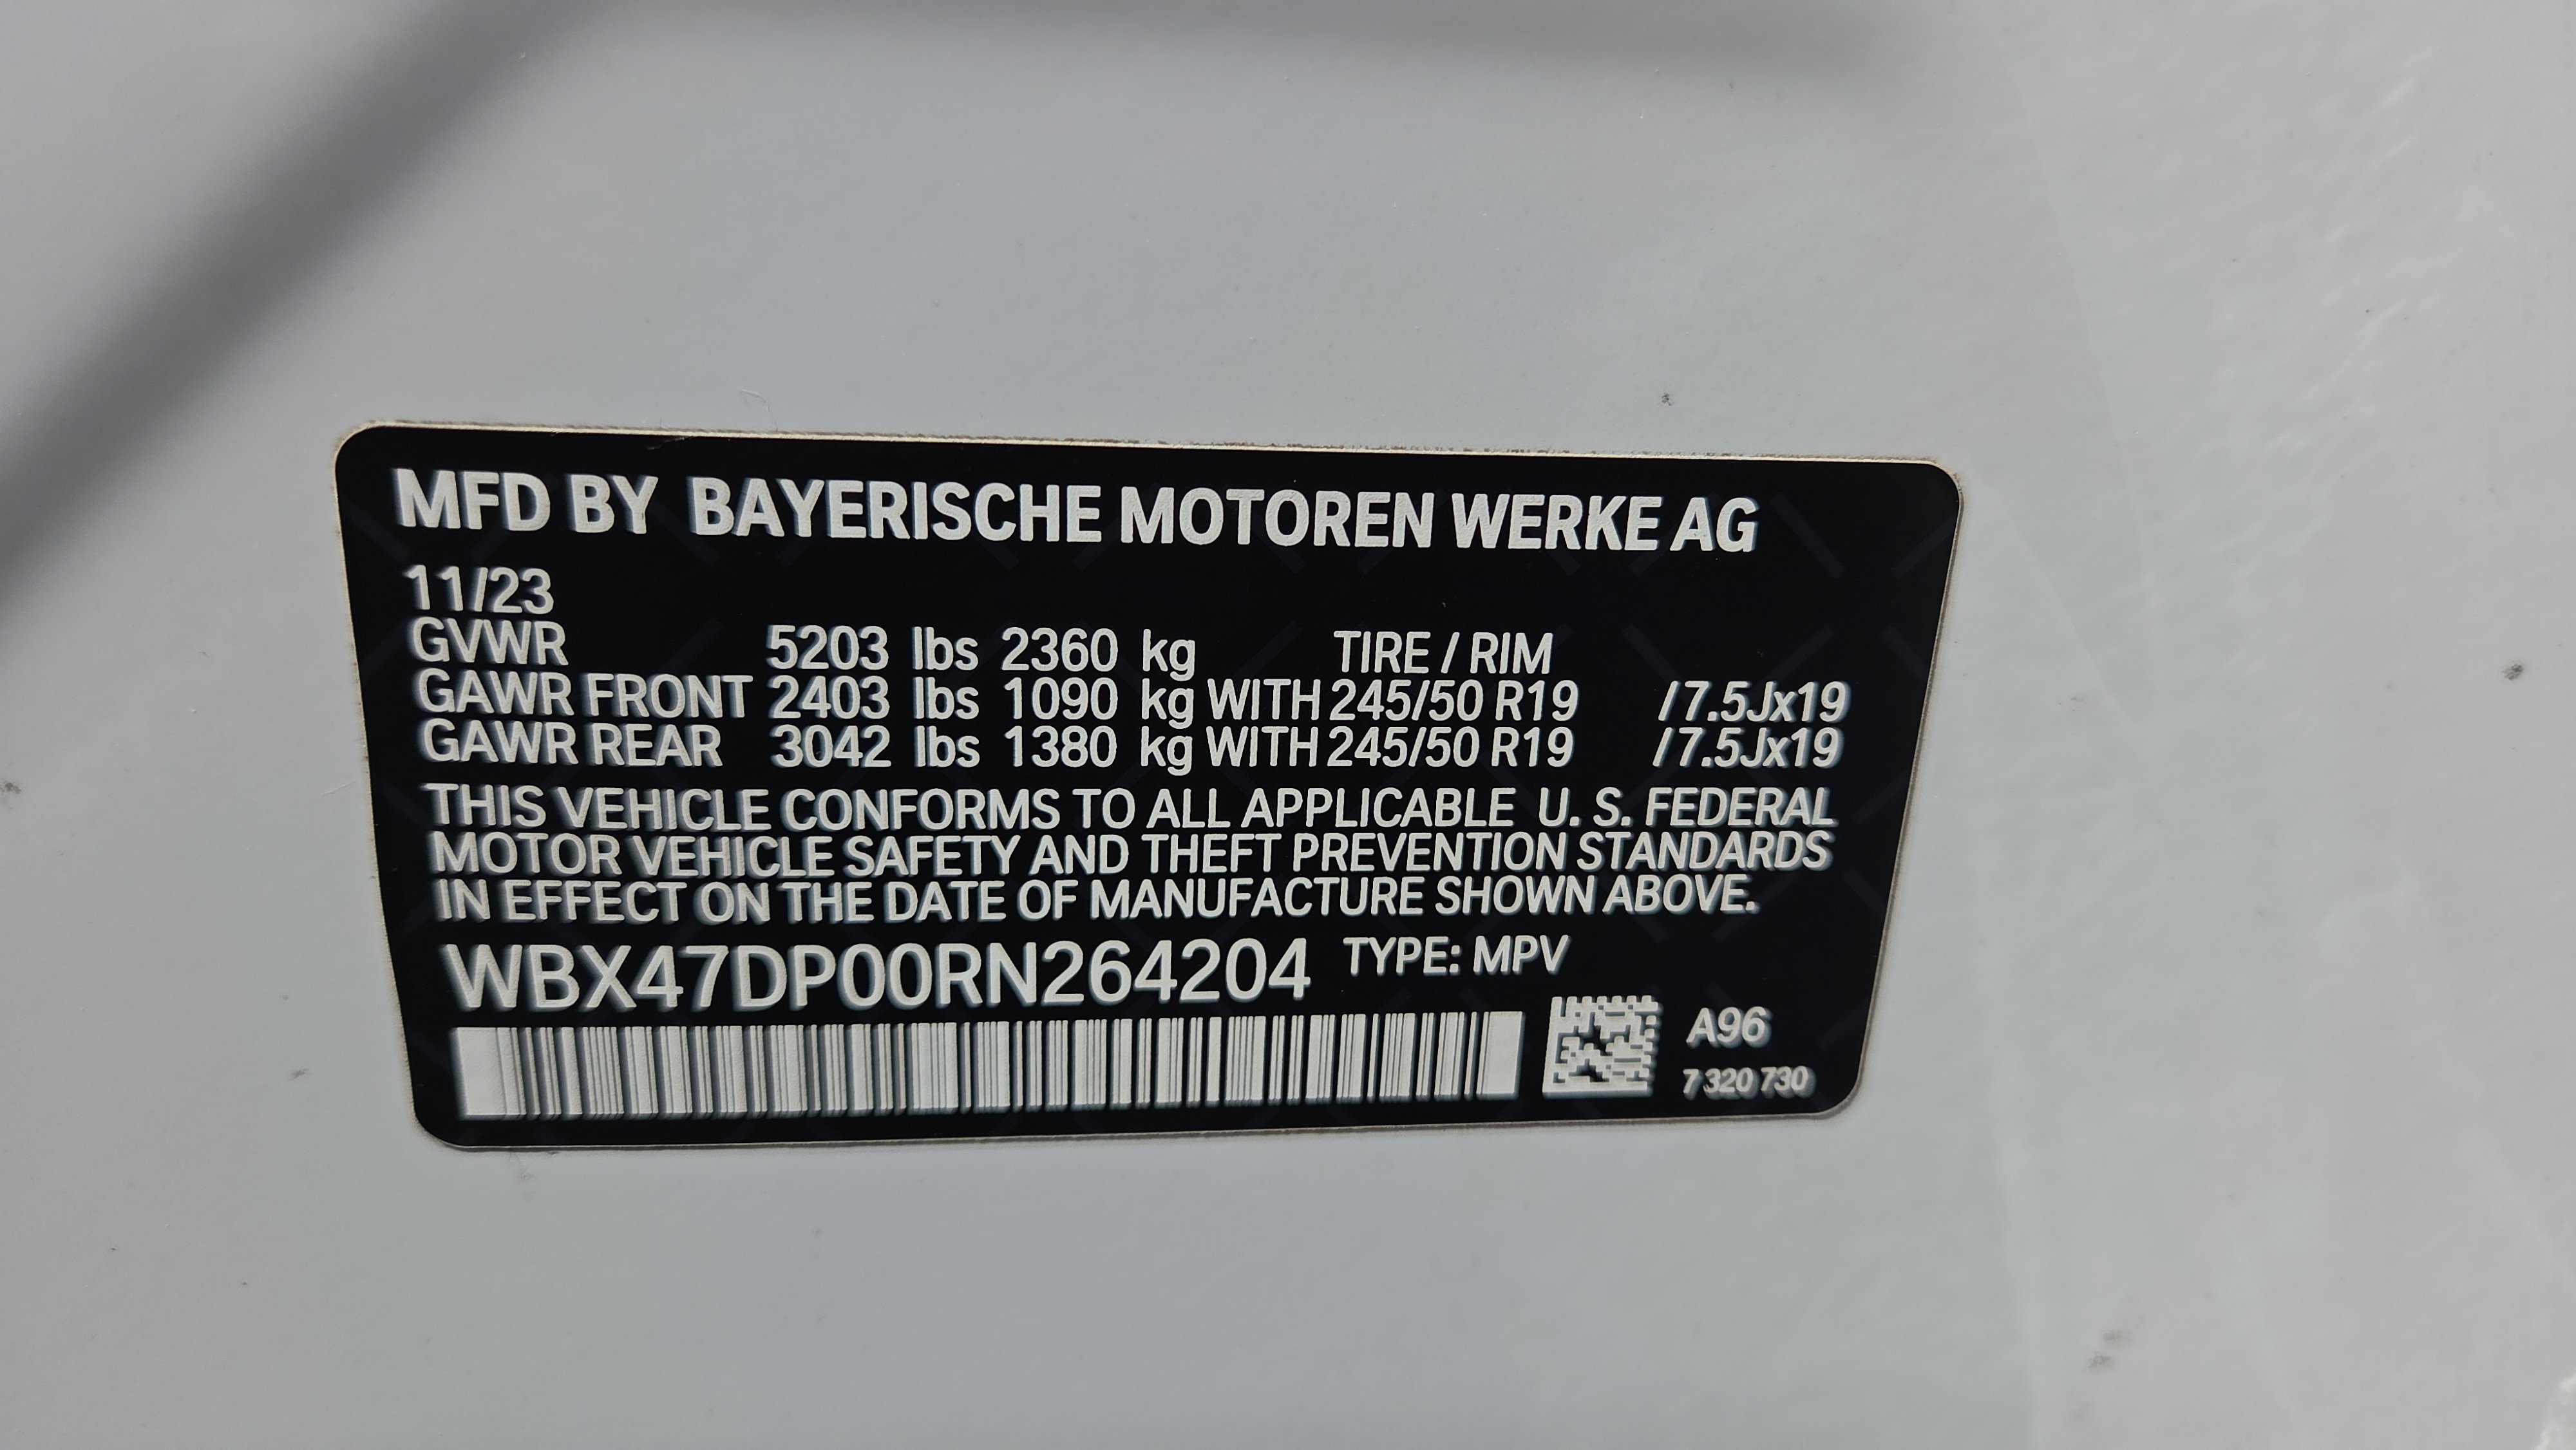 MFD BY BAYERISCHE MOTOREN WERKE AG
11/23
GVWR 5203 lbs 2360 kg TIRE / RIM
GAWR FRONT 2403 lbs 1090 kg WITH 245/50 R19 /7.5Jx19
GAWR REAR 3042 lbs 1380 kg WITH 245/50 R19 /7.5Jx19
THIS VEHICLE CONFORMS TO ALL APPLICABLE U. S. FEDERAL
MOTOR VEHICLE SAFETY AND THEFT PREVENTION STANDARDS
IN EFFECT ON THE DATE OF MANUFACTURE SHOWN ABOVE.
WBX47DP00RN264204 TYPE: MPV
A96
7 320 730